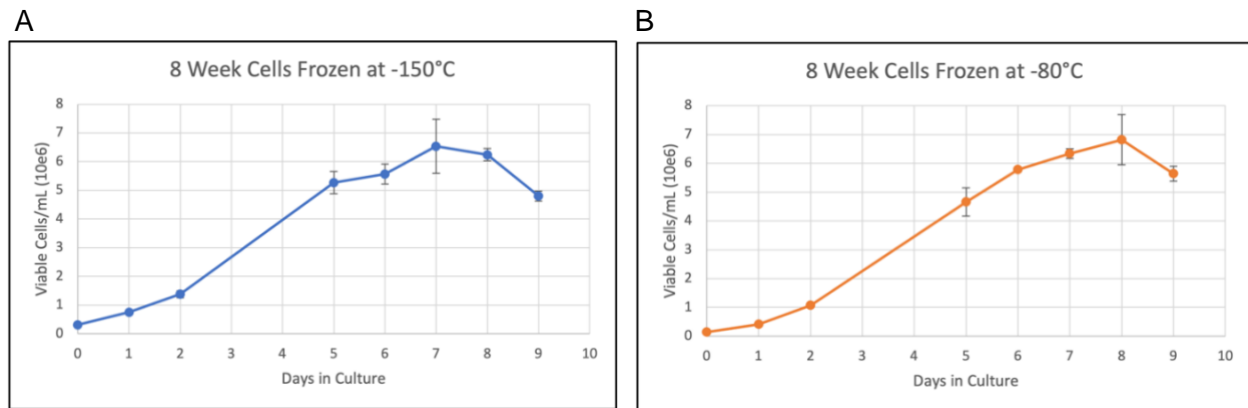 A
8 Week Cells Frozen at -150°C
8
7
6
5
4
3
2
1
0
Viable Cells/mL (10e6)
0 1 2 3 4 5 6 7 8 9 10
Days in Culture
B
8 Week Cells Frozen at -80°C
8
7
6
5
4
3
2
1
0
Viable Cells/mL (10e6)
0 1 2 3 4 5 6 7 8 9 10
Days in Culture